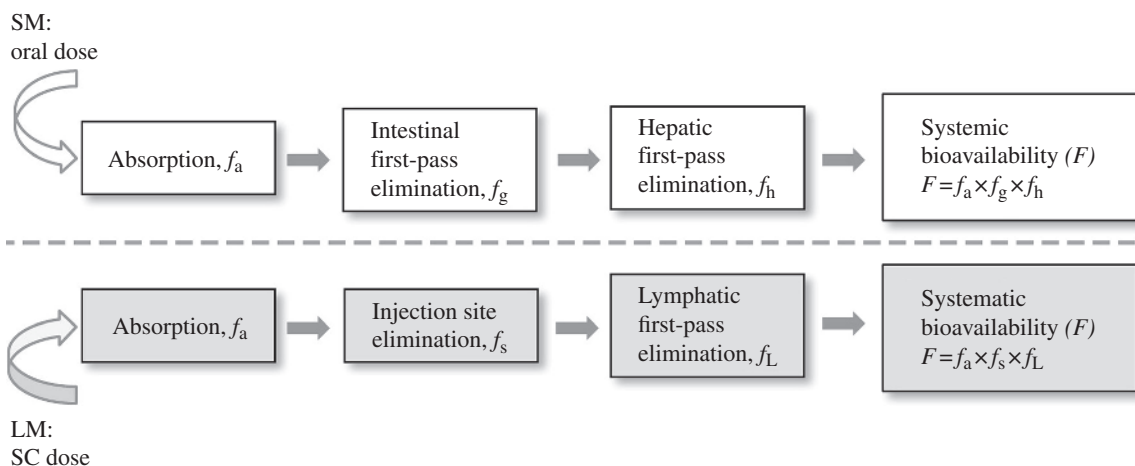 SM:
oral dose
Absorption, fa
Intestinal
first-pass
elimination, fg
Hepatic
first-pass
elimination, fh
Systemic
bioavailability (F)
F=fa×fg×fh
Absorption, fa
Injection site
elimination, fs
Lymphatic
first-pass
elimination, fL
Systematic
bioavailability (F)
F=fa×fs×fL
LM:
SC dose